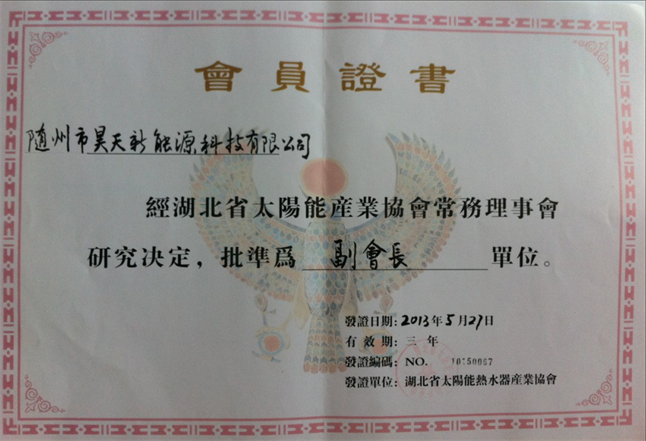 會員證書
随州市昊天新能源科技有限公司
經湖北省太陽能産業協會常務理事會
研究决定，批準爲副會長單位。
發證日期：2013年5月27日
有效期：三年
發證編碼：NO. 10150067
發證單位：湖北省太陽能熱水器産業協會